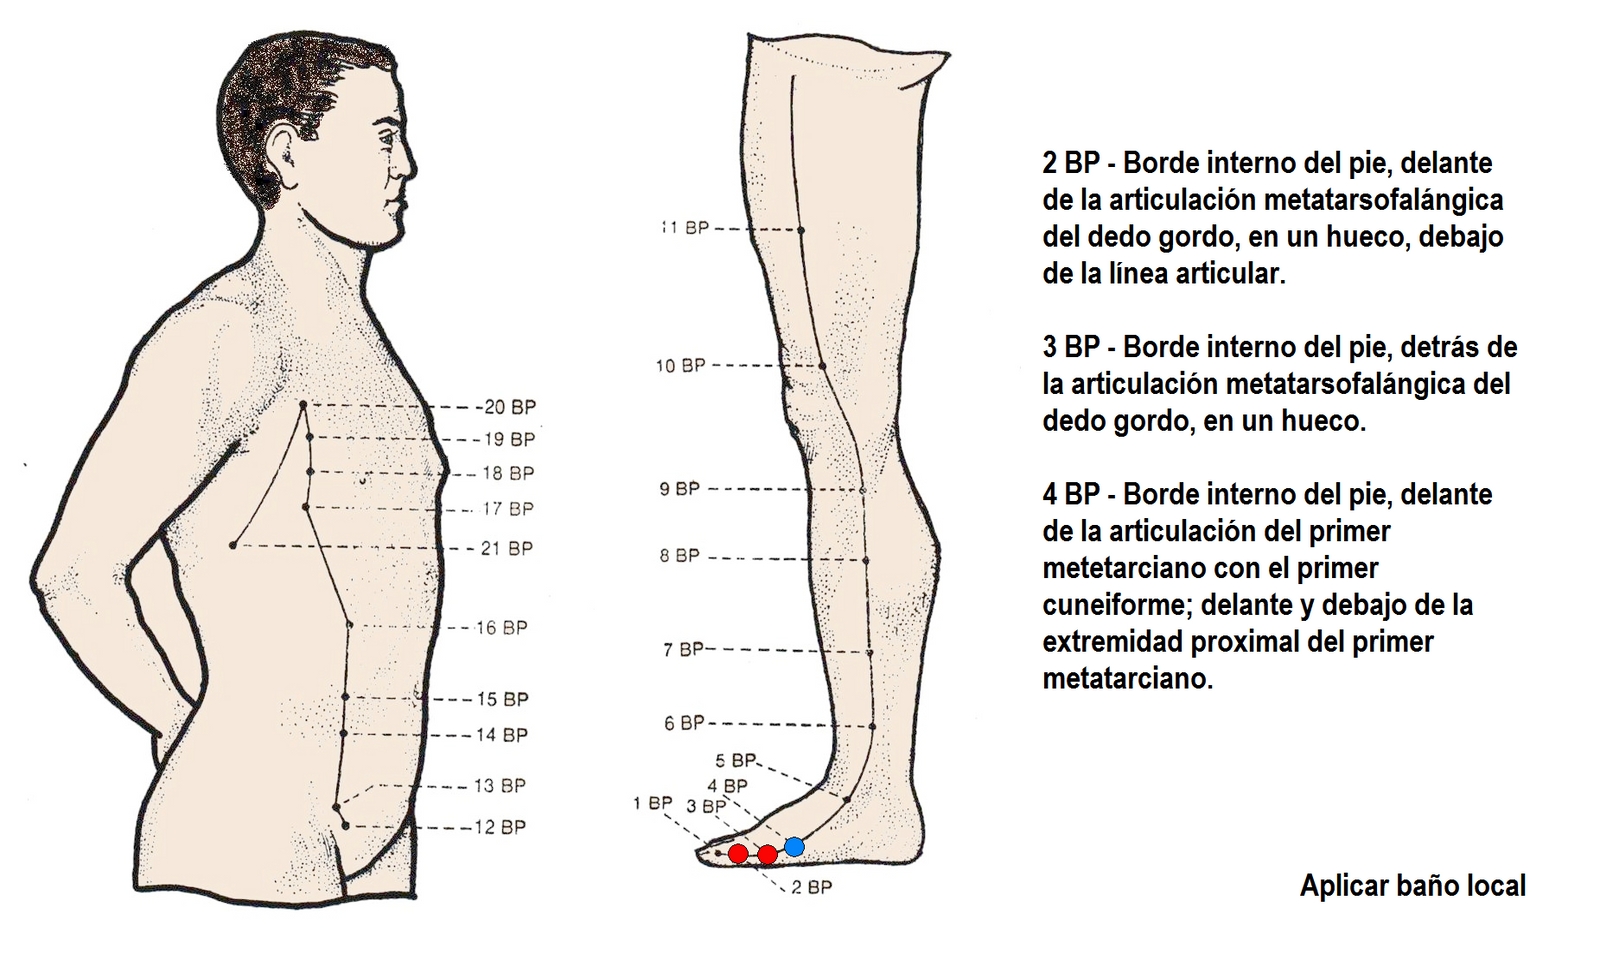 20 BP
19 BP
18 BP
17 BP
21 BP
16 BP
15 BP
14 BP
13 BP
12 BP
11 BP
10 BP
9 BP
8 BP
7 BP
6 BP
5 BP
4 BP
1 BP 3 BP
2 BP
2 BP - Borde interno del pie, delante
de la articulación metatarsofalángica
del dedo gordo, en un hueco, debajo
de la línea articular.
3 BP - Borde interno del pie, detrás de
la articulación metatarsofalángica del
dedo gordo, en un hueco.
4 BP - Borde interno del pie, delante
de la articulación del primer
metetarciano con el primer
cuneiforme; delante y debajo de la
extremidad proximal del primer
metatarciano.
Aplicar baño local